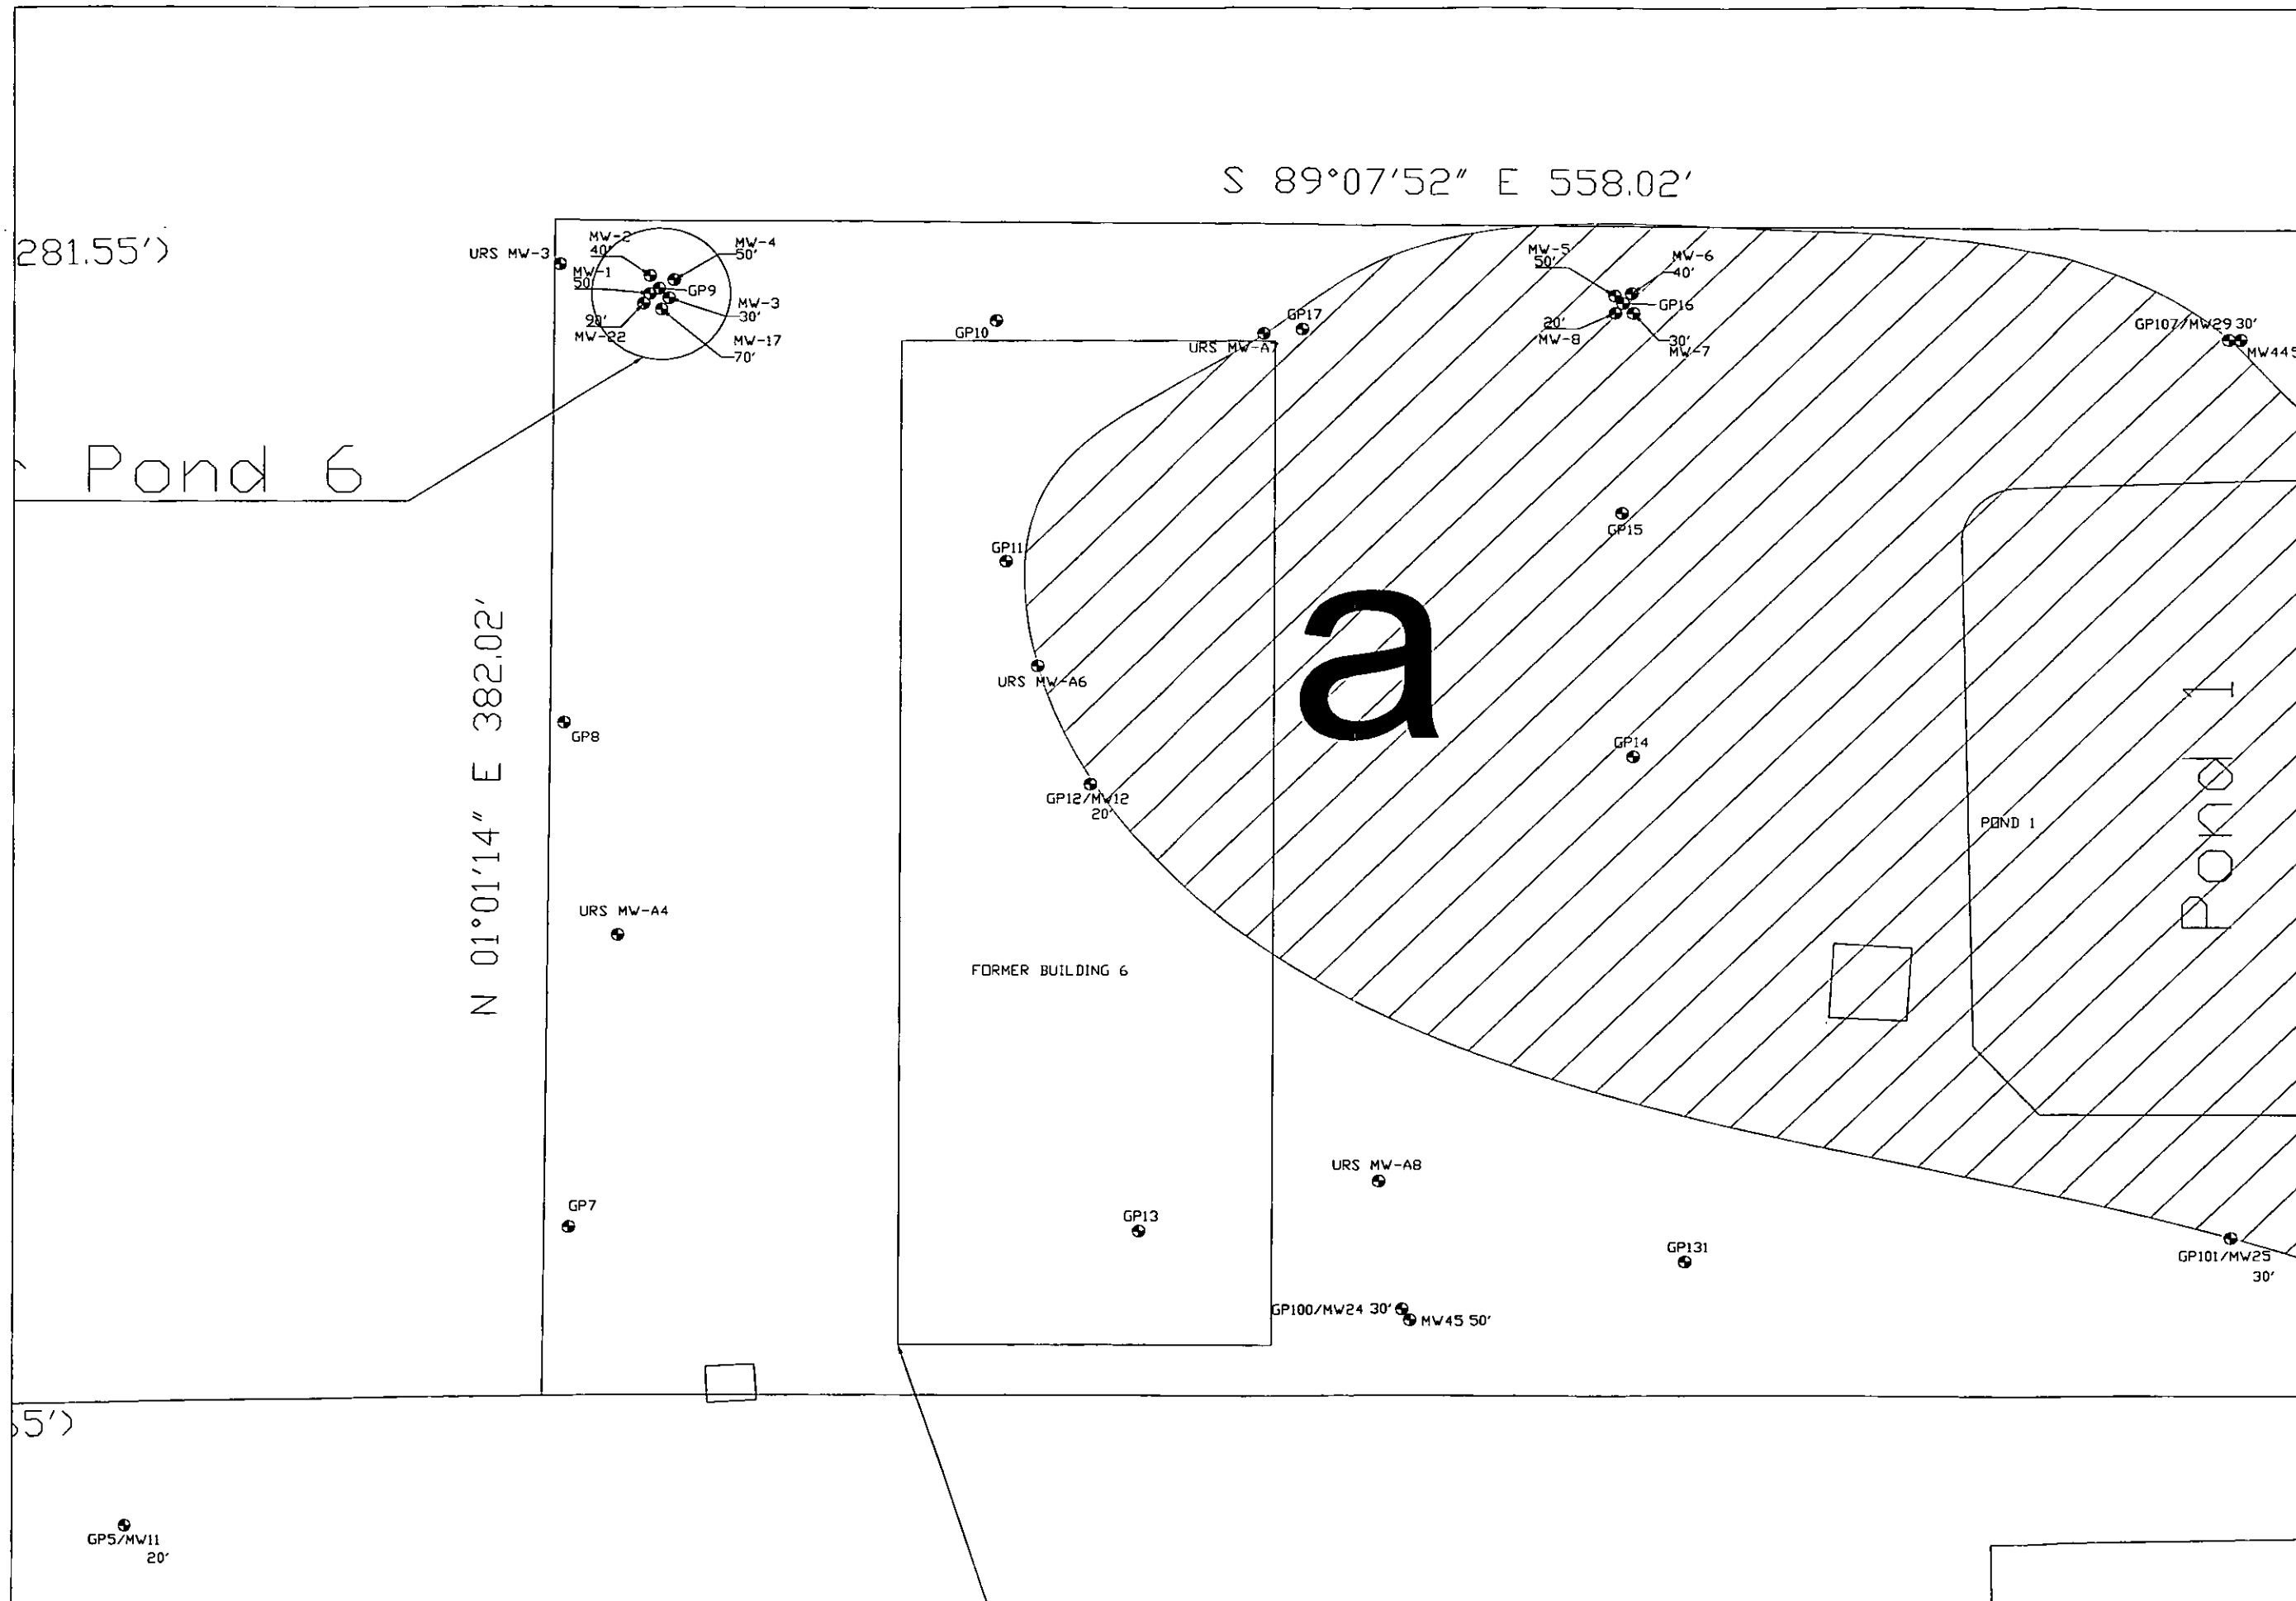 S 89°07'52" E 558.02'
281.55')
URS MW-3
MW-2
40'
MW-4
50'
MW-1
50'
GP9
MW-3
30'
90'
MW-22
MW-17
70'
MW-5
50'
MW-6
40'
GP16
20'
MW-8
30'
MW-7
GP10
URS MW-A7
GP17
GP107/MW29 30'
MW445
Pond 6
GP11
GP15
a
N 01°01'14" E 382.02'
URS MW-A6
GP8
GP14
GP12/MW12
20'
POND 1
Pond 1
URS MW-A4
FORMER BUILDING 6
URS MW-A8
GP7
GP13
GP131
GP101/MW25
30'
GP100/MW24 30'
MW45 50'
55')
GP5/MW11
20'